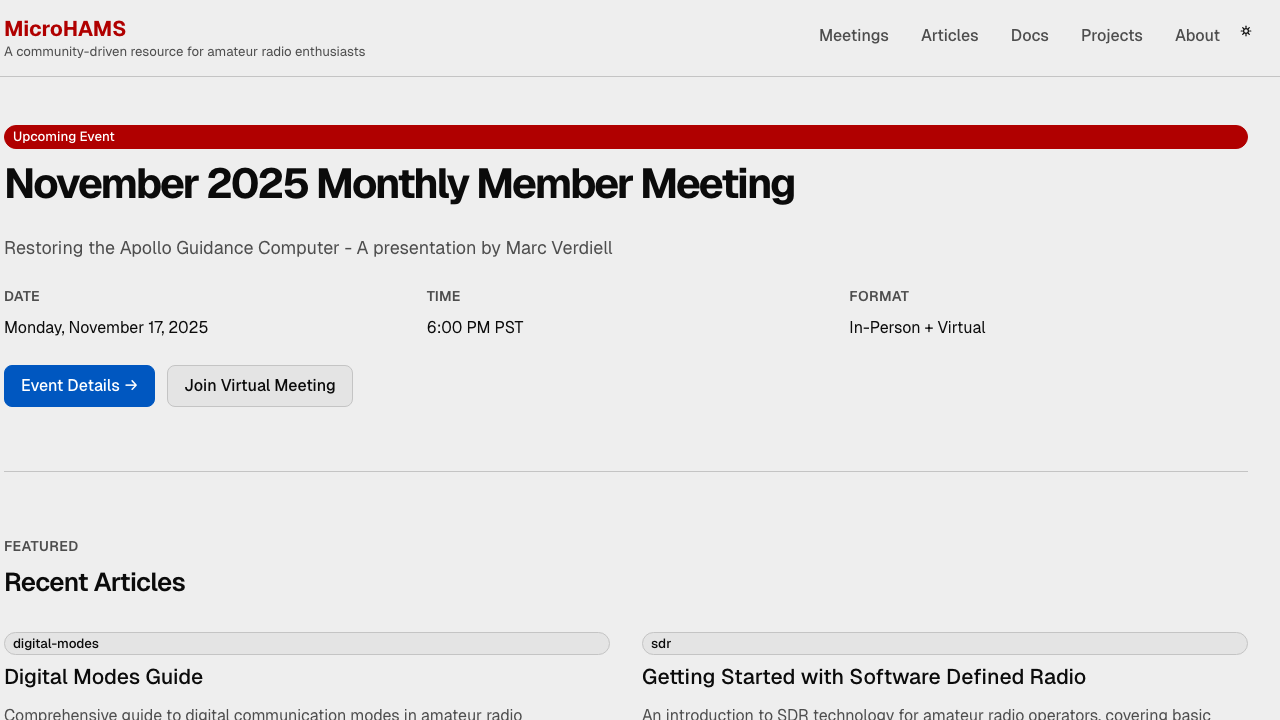 MicroHAMS
A community-driven resource for amateur radio enthusiasts
Meetings Articles Docs Projects About
Upcoming Event
November 2025 Monthly Member Meeting
Restoring the Apollo Guidance Computer - A presentation by Marc Verdiell
DATE TIME FORMAT
Monday, November 17, 2025 6:00 PM PST In-Person + Virtual
Event Details → Join Virtual Meeting
FEATURED
Recent Articles
digital-modes sdr
Digital Modes Guide Getting Started with Software Defined Radio
Comprehensive guide to digital communication modes in amateur radio An introduction to SDR technology for amateur radio operators, covering basic